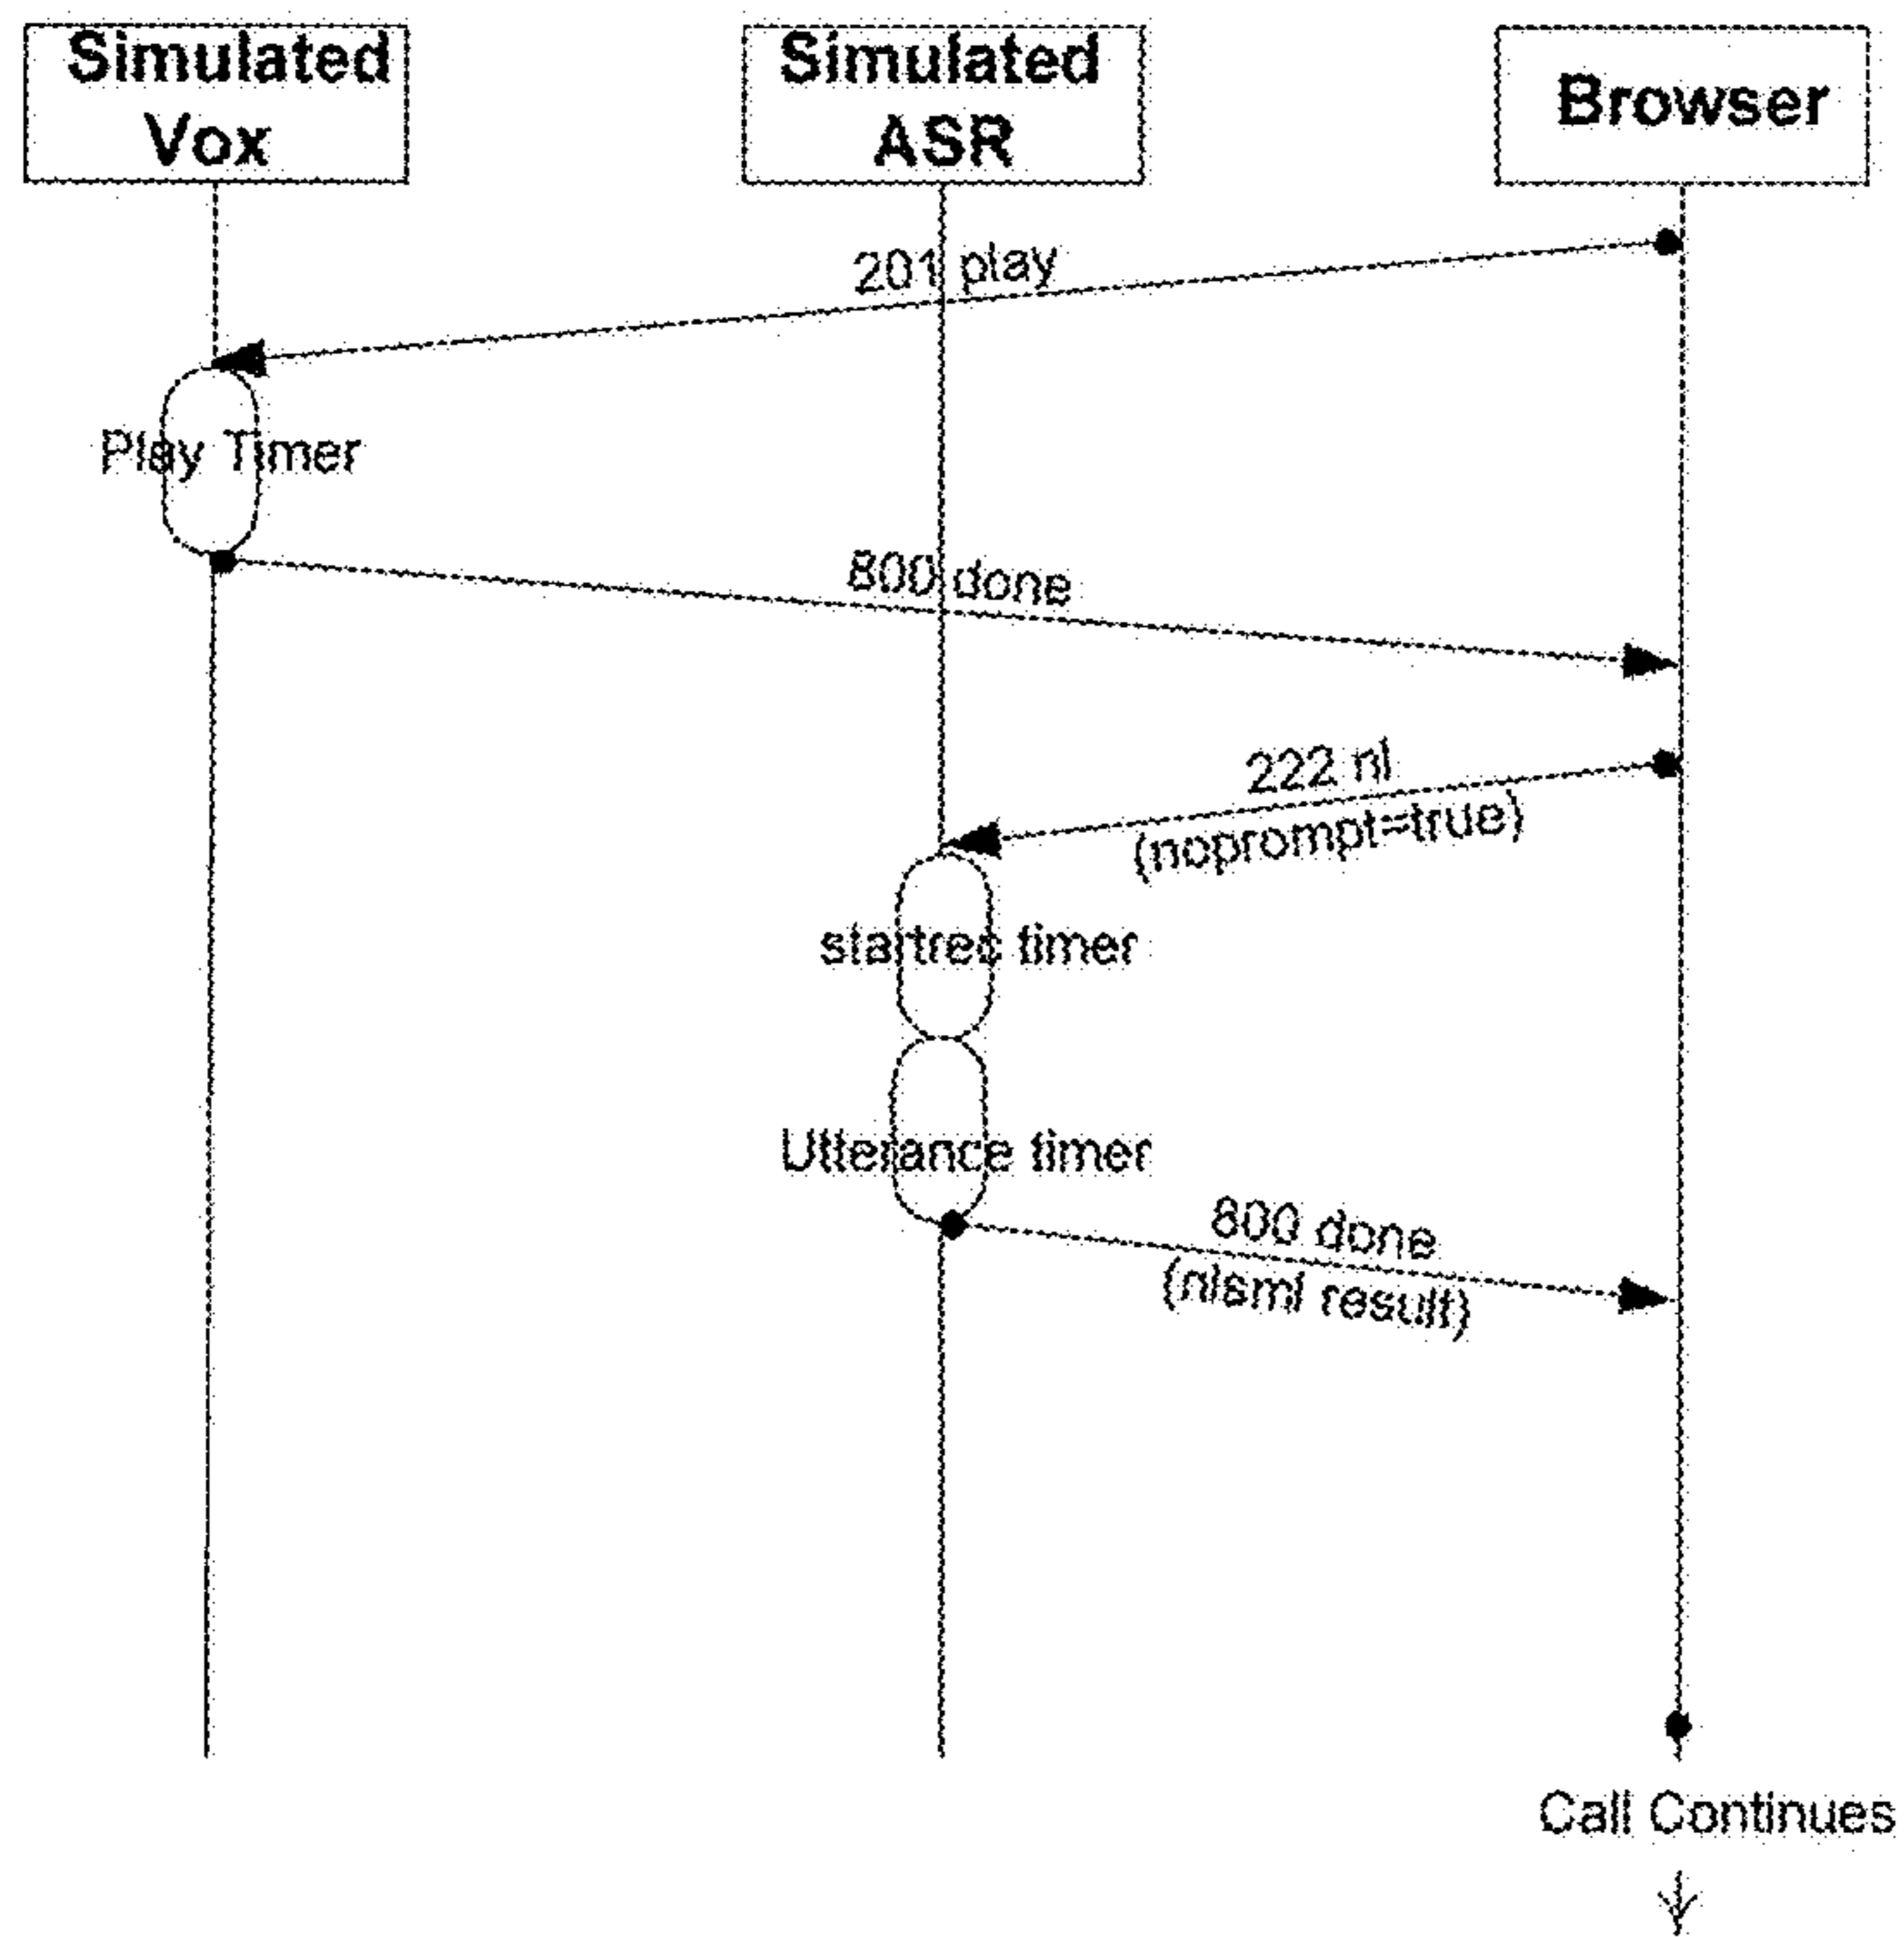 Simulated
Vox
Simulated
ASR
Browser
201 play
Play Timer
800 done
222 nl
(noprompt=true)
startrec timer
Utterance timer
800 done
(nlsml result)
Call Continues